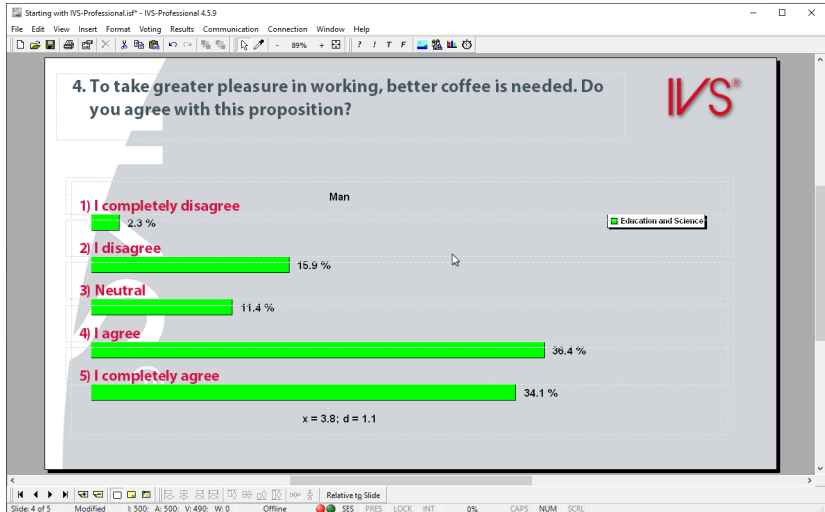 Starting with IVS-Professional.isf* - IVS-Professional 4.5.9
File Edit View Insert Format Voting Results Communication Connection Window Help
- 89% + ? ! T F
4. To take greater pleasure in working, better coffee is needed. Do
you agree with this proposition?
IVS®
Man
1) I completely disagree
2.3 %
Education and Science
2) I disagree
15.9 %
3) Neutral
11.4 %
4) I agree
36.4 %
5) I completely agree
34.1 %
x = 3.8; d = 1.1
Relative to Slide
Slide: 4 of 5 Modified I: 500; A: 500; V: 490; W: 0 Offline SES PRES LOCK INT 0% CAPS NUM SCRL